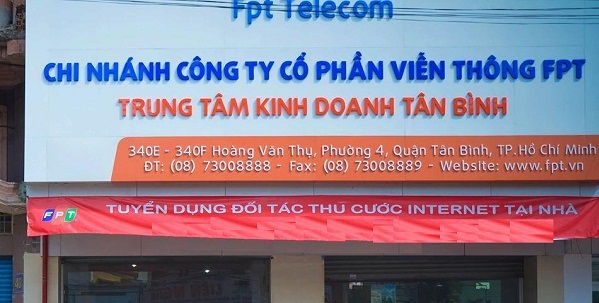 Fpt Telecom
CHI NHÁNH CÔNG TY CỔ PHẦN VIỄN THÔNG FPT
TRUNG TÂM KINH DOANH TÂN BÌNH
340E - 340F Hoàng Văn Thụ, Phường 4, Quận Tân Bình, TP.Hồ Chí Minh
ĐT: (08) 73008888 - Fax: (08) 73008889 - Website: www.fpt.vn
FPT TUYỂN DỤNG ĐỐI TÁC THU CƯỚC INTERNET TẠI NHÀ